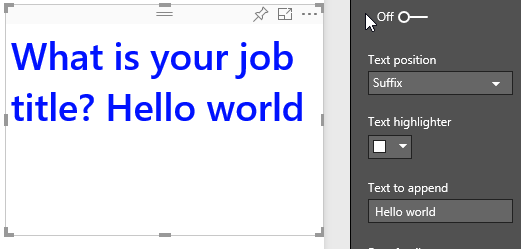 What is your job
title? Hello world
Off
Text position
Suffix
Text highlighter
Text to append
Hello world